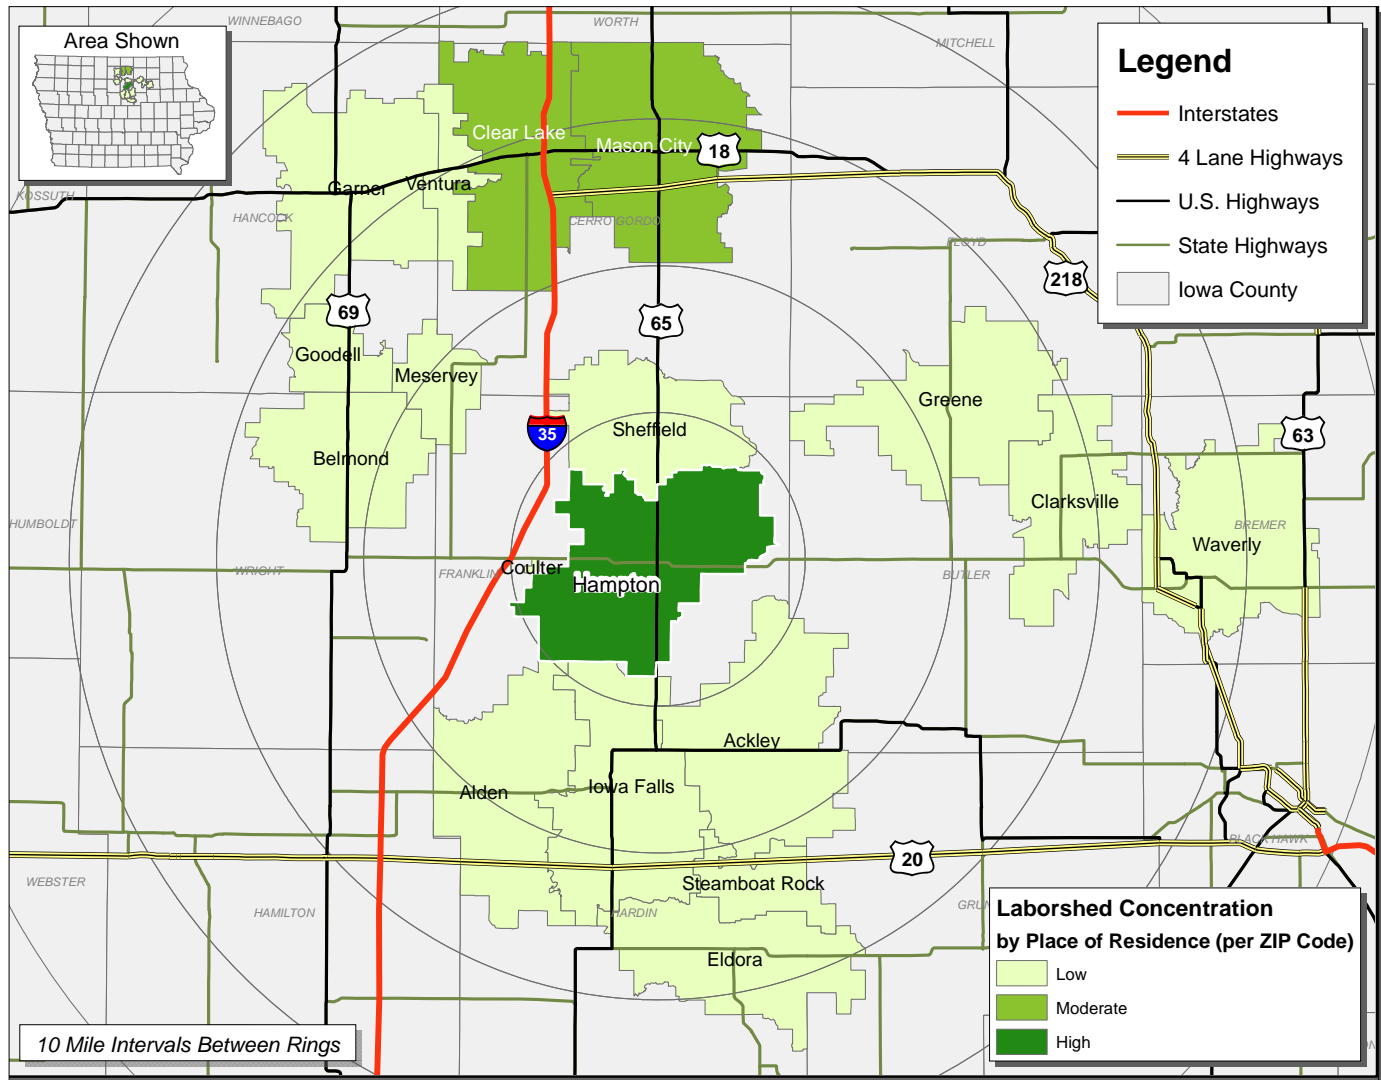 WINNEBAGO
WORTH
MITCHELL
Area Shown
Legend
Interstates
4 Lane Highways
U.S. Highways
State Highways
Iowa County
Clear Lake
Mason City
18
KOSSUTH
Garner
Ventura
HANCOCK
CERRO GORDO
FLOYD
218
69
65
Goodell
Meservey
Greene
35
Sheffield
63
Belmond
Clarksville
HUMBOLDT
BREMER
Waverly
WRIGHT
FRANKLIN
Coulter
Hampton
BUTLER
Ackley
Alden
Iowa Falls
BLACK HAWK
20
WEBSTER
Steamboat Rock
HAMILTON
HARDIN
GRUN
Eldora
Laborshed Concentration
by Place of Residence (per ZIP Code)
Low
Moderate
High
10 Mile Intervals Between Rings